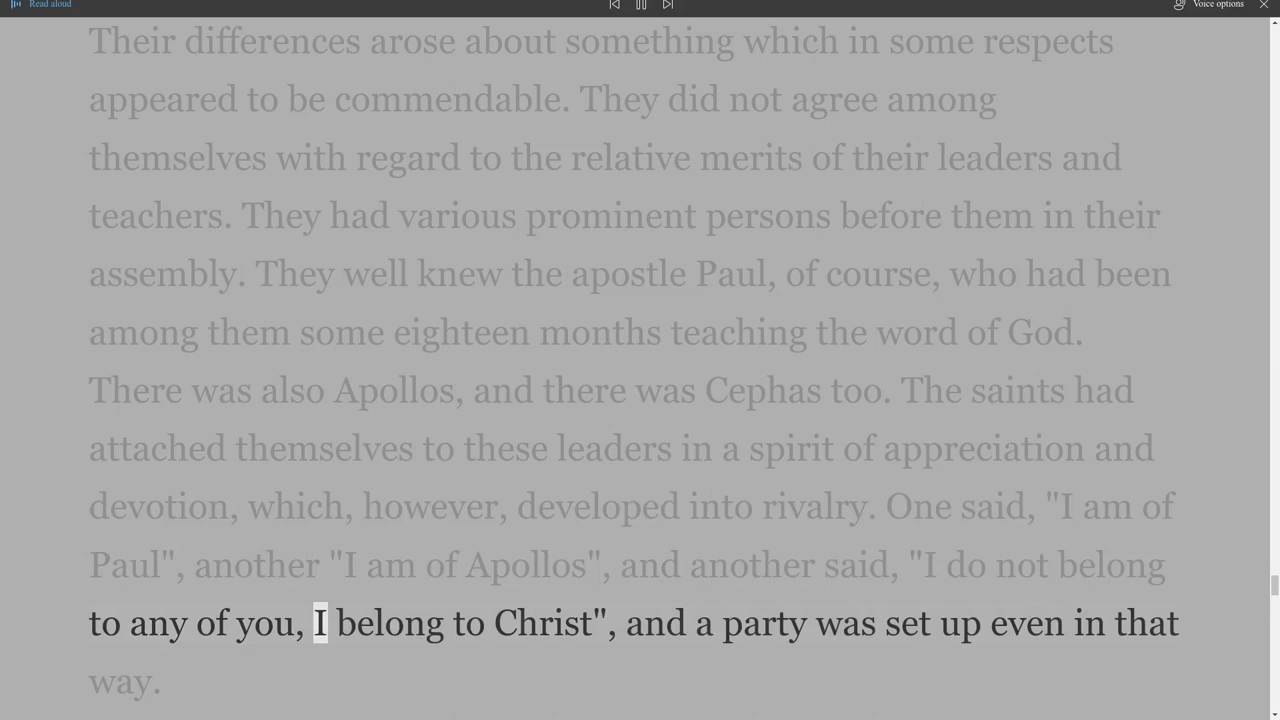 Read aloud
Voice options
Their differences arose about something which in some respects
appeared to be commendable. They did not agree among
themselves with regard to the relative merits of their leaders and
teachers. They had various prominent persons before them in their
assembly. They well knew the apostle Paul, of course, who had been
among them some eighteen months teaching the word of God.
There was also Apollos, and there was Cephas too. The saints had
attached themselves to these leaders in a spirit of appreciation and
devotion, which, however, developed into rivalry. One said, "I am of
Paul", another "I am of Apollos", and another said, "I do not belong
to any of you, I belong to Christ", and a party was set up even in that
way.